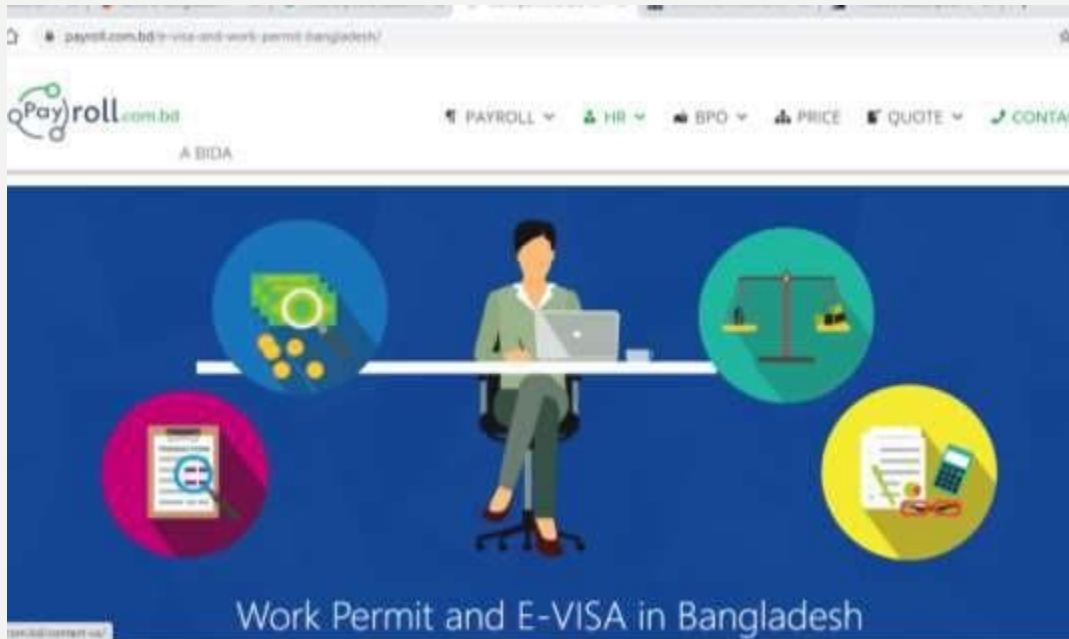 payroll.com.bd/e-visa-and-work-permit-bangladesh/
Payroll.com.bd
PAYROLL HR BPO PRICE QUOTE CONTA
A BIDA
Work Permit and E-VISA in Bangladesh